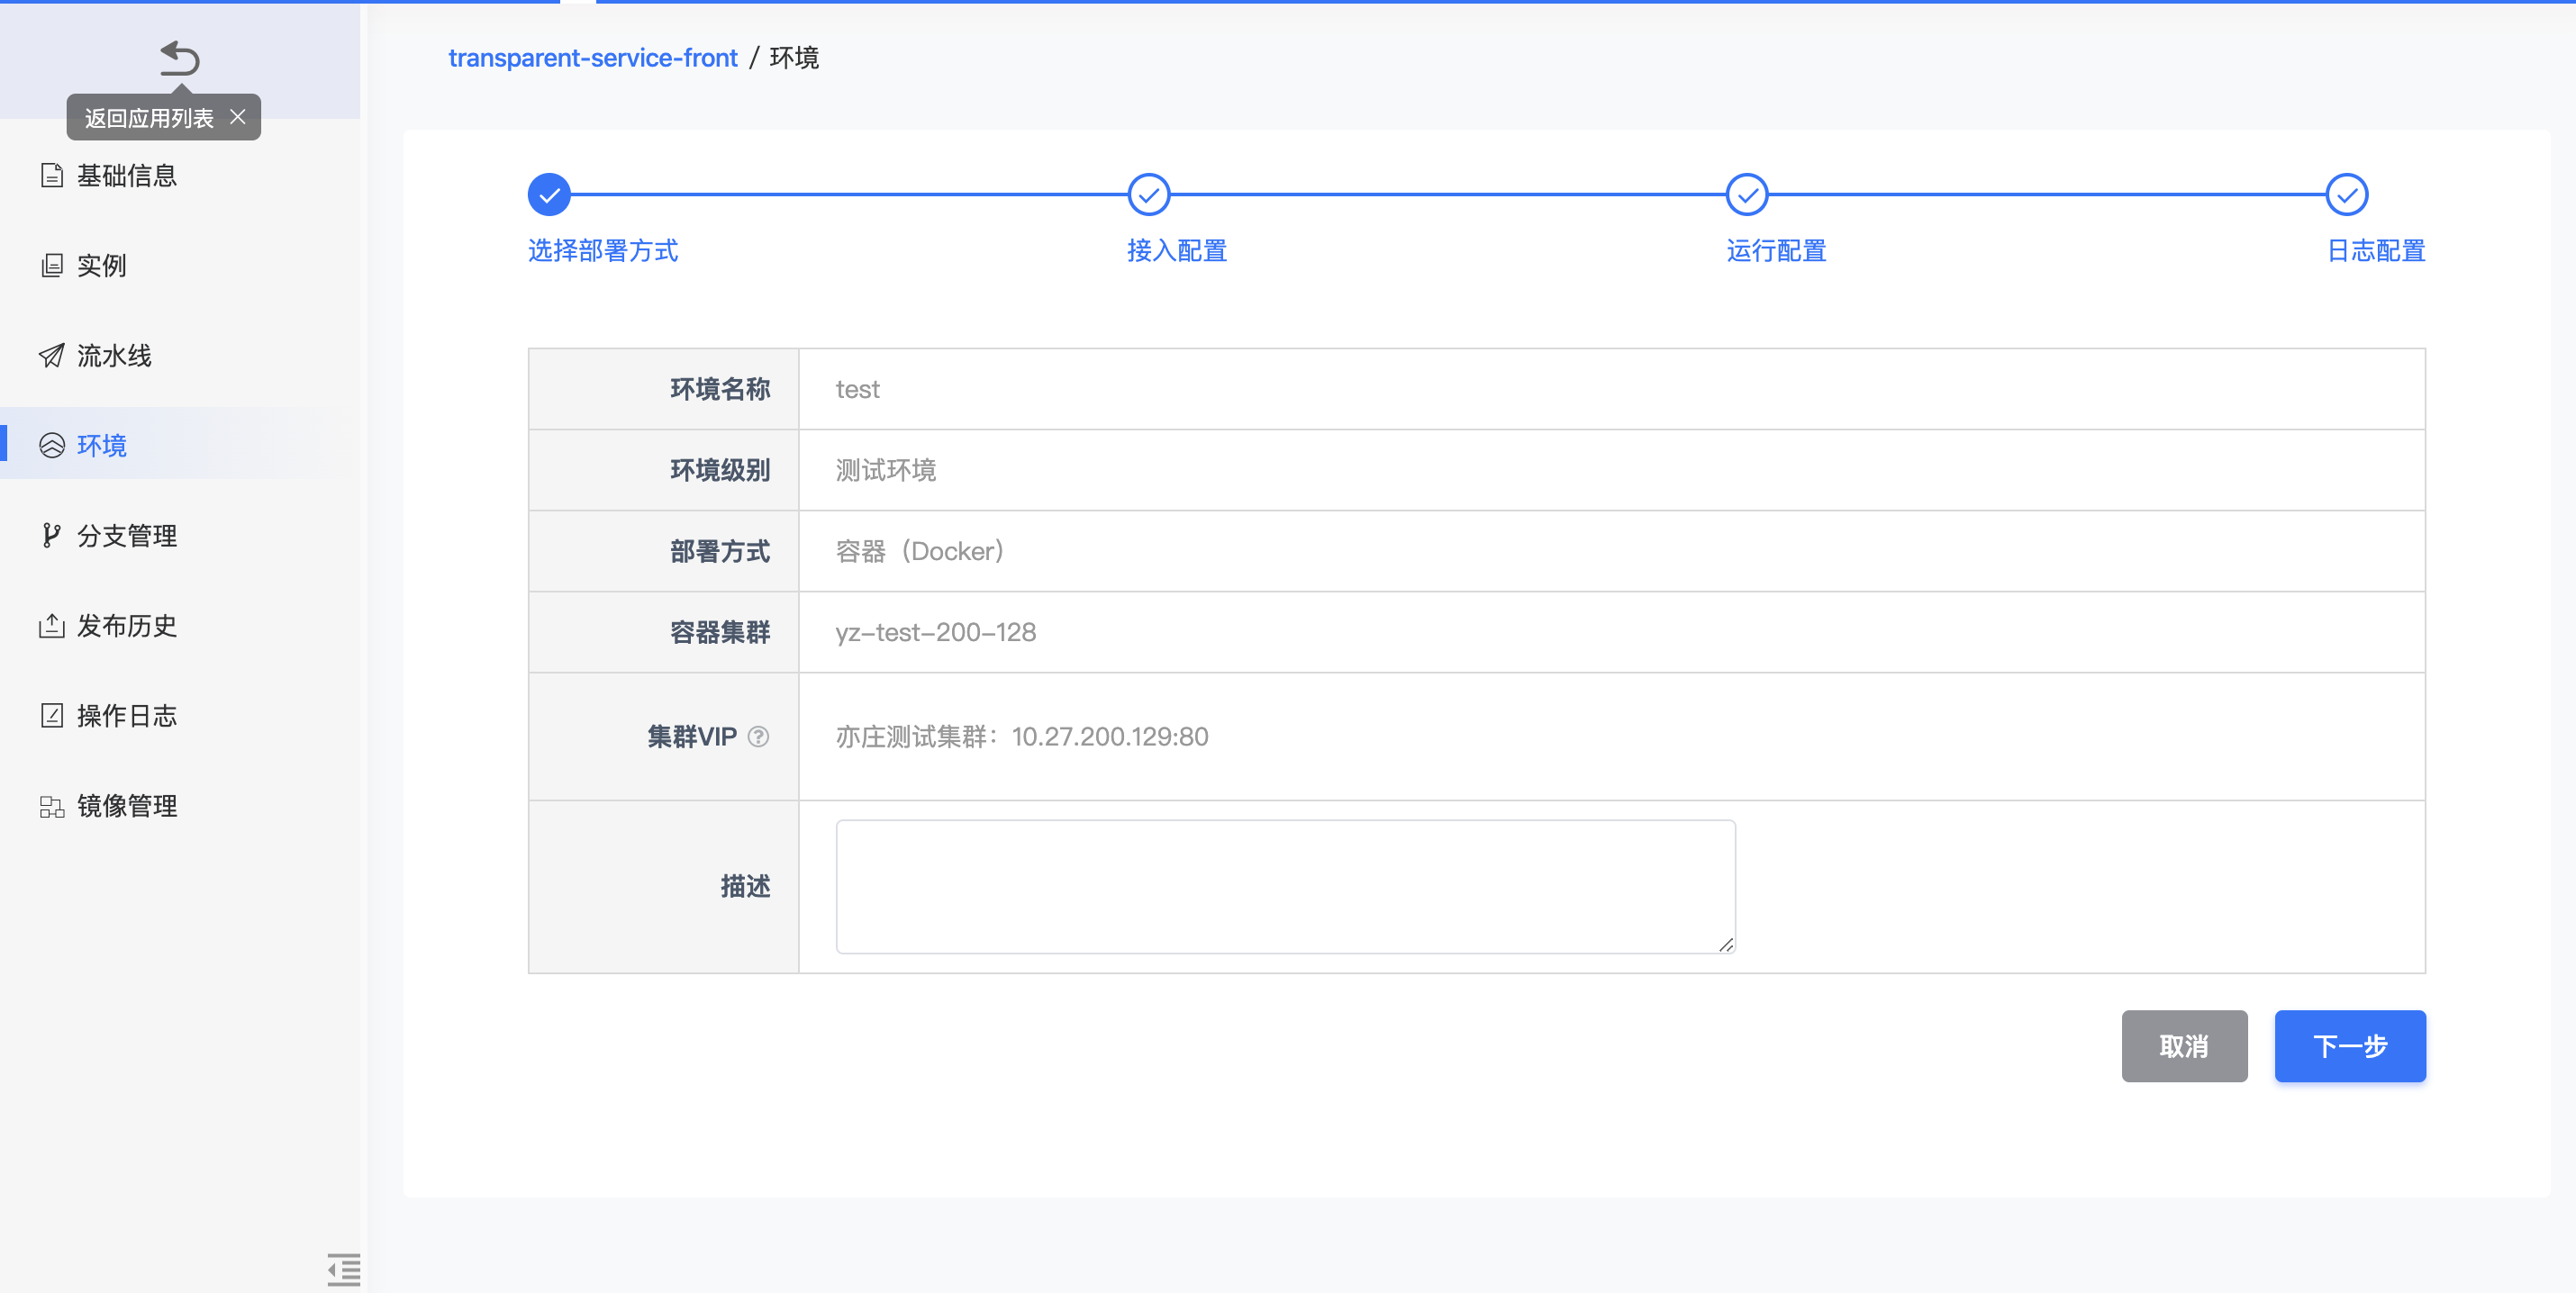 transparent-service-front / 环境
返回应用列表
基础信息
实例
流水线
环境
分支管理
发布历史
操作日志
镜像管理
选择部署方式
接入配置
运行配置
日志配置
环境名称 test
环境级别 测试环境
部署方式 容器（Docker）
容器集群 yz-test-200-128
集群VIP 亦庄测试集群：10.27.200.129:80
描述
取消
下一步